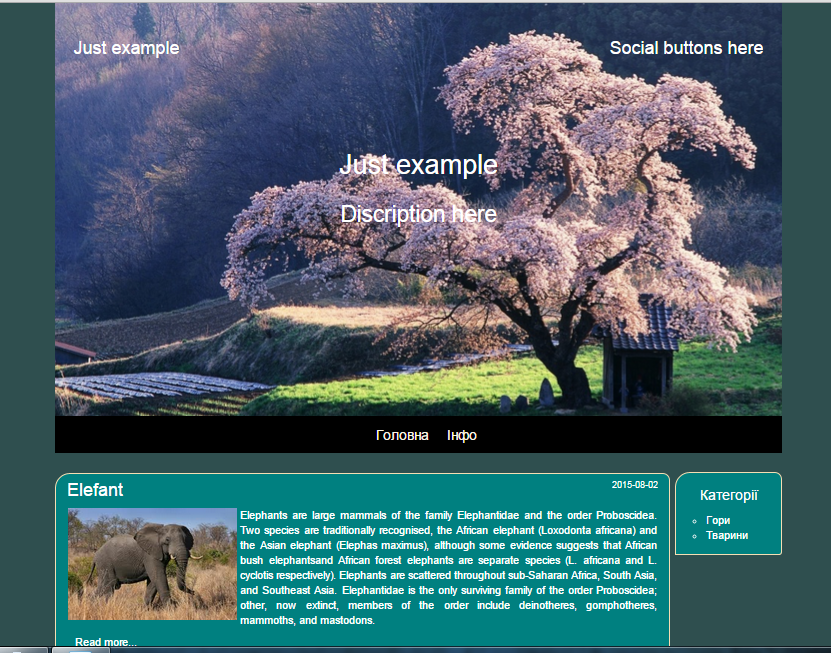 Just example
Social buttons here
Just example
Discription here
Головна Інфо
Elefant
2015-08-02
Elephants are large mammals of the family Elephantidae and the order Proboscidea.
Two species are traditionally recognised, the African elephant (Loxodonta africana) and
the Asian elephant (Elephas maximus), although some evidence suggests that African
bush elephantsand African forest elephants are separate species (L. africana and L.
cyclotis respectively). Elephants are scattered throughout sub-Saharan Africa, South Asia,
and Southeast Asia. Elephantidae is the only surviving family of the order Proboscidea;
other, now extinct, members of the order include deinotheres, gomphotheres,
mammoths, and mastodons.
Read more...
Категорії
Гори
Тварини